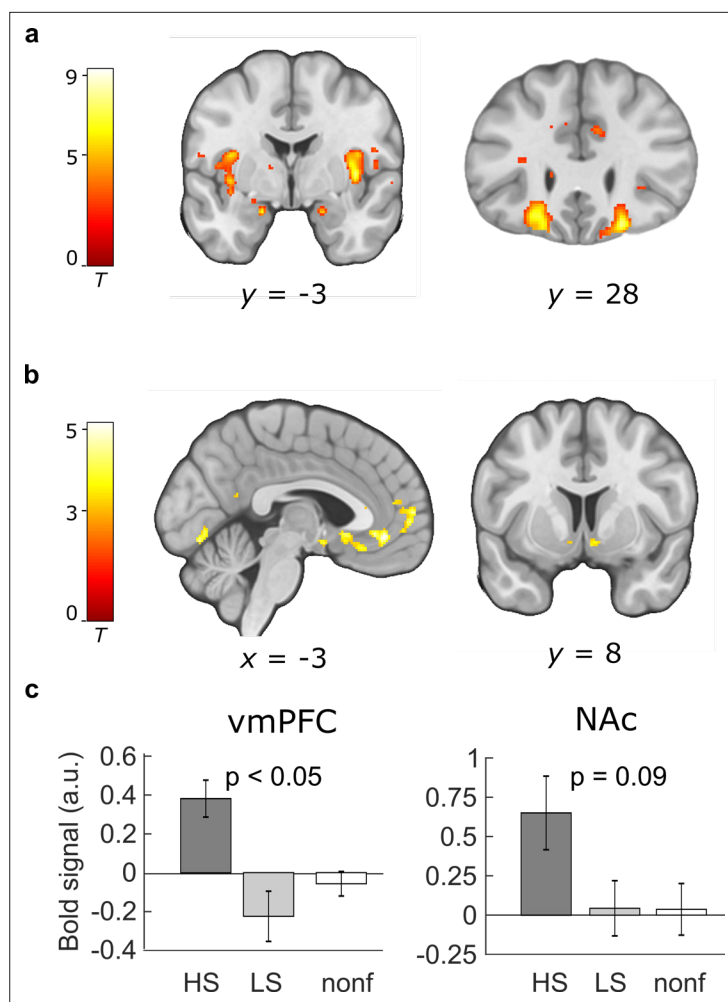 a
9
5
0
T
y = -3
y = 28
b
5
3
0
T
x = -3
y = 8
c
vmPFC
NAc
Bold signal (a.u.)
0.6
0.4
0.2
0
-0.2
-0.4
p < 0.05
HS LS nonf
1
0.75
0.5
0.25
0
-0.25
p = 0.09
HS LS nonf